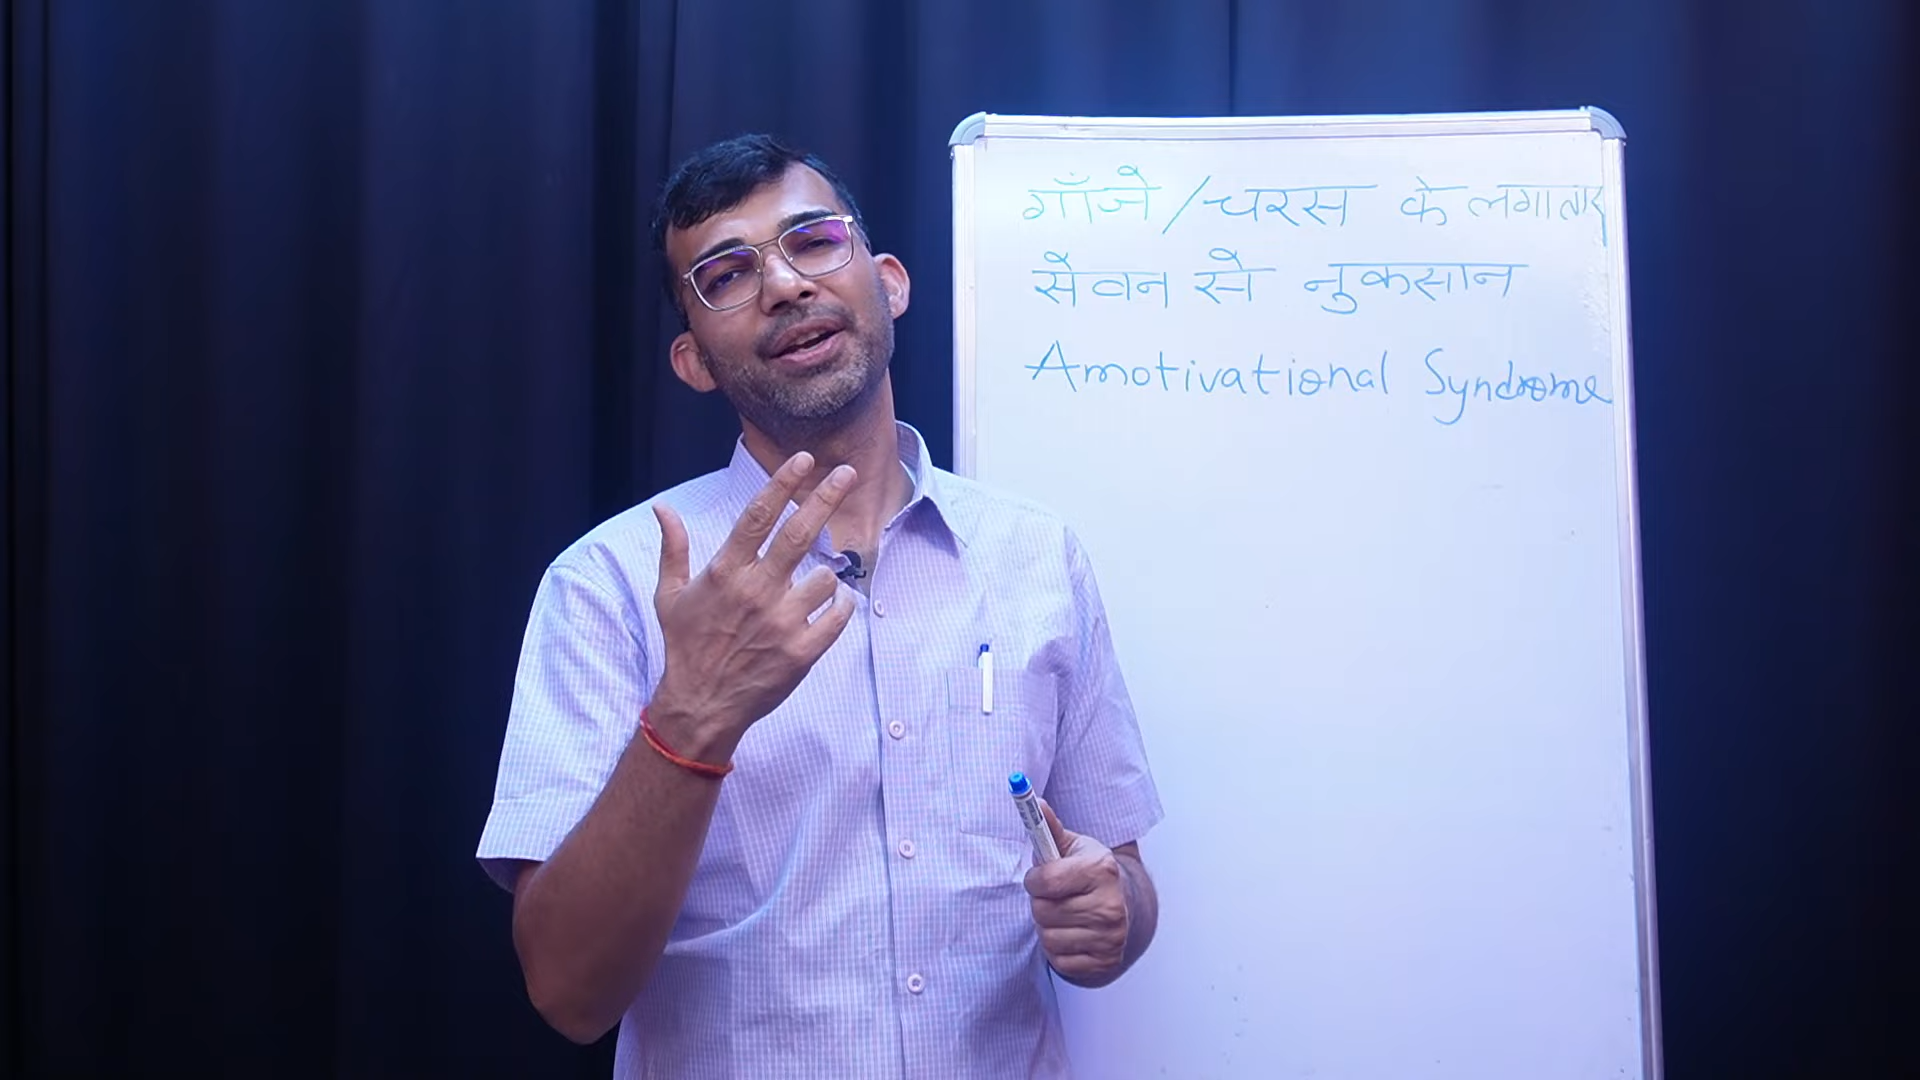 गाँजे/चरस के लगातार
सेवन से नुकसान
Amotivational Syndrome